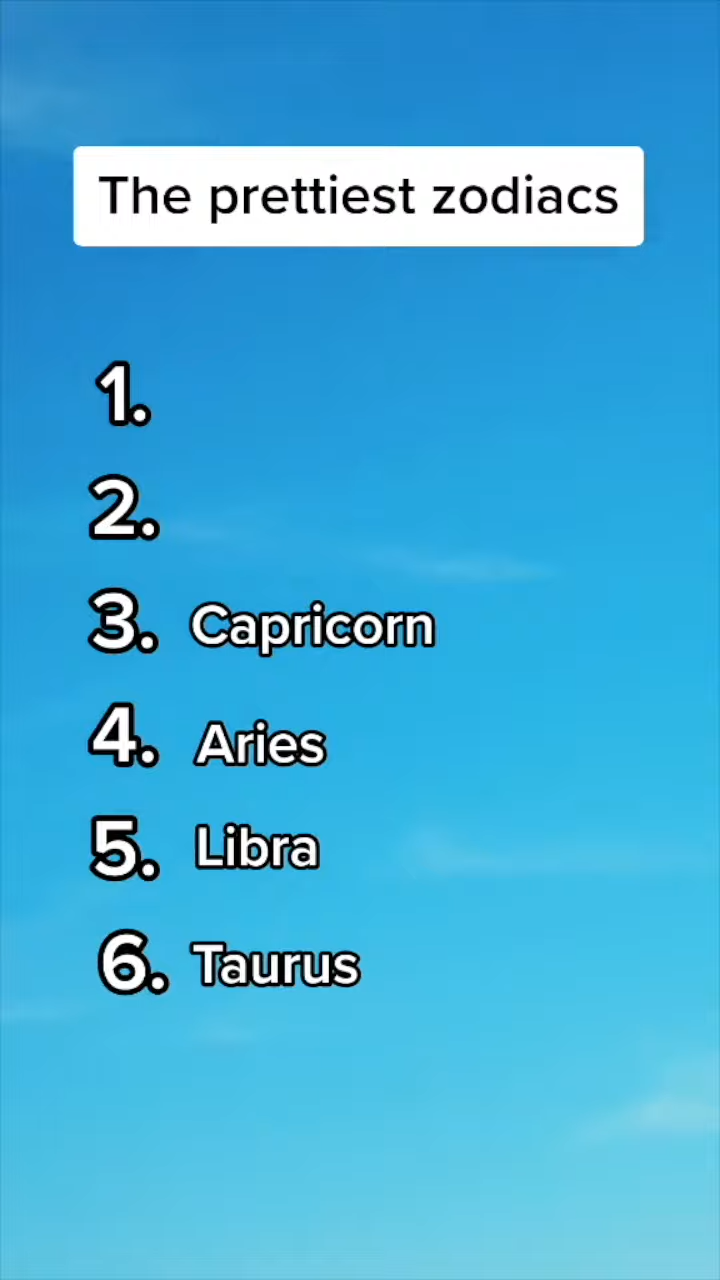 The prettiest zodiacs
1.
2.
3. Capricorn
4. Aries
5. Libra
6. Taurus